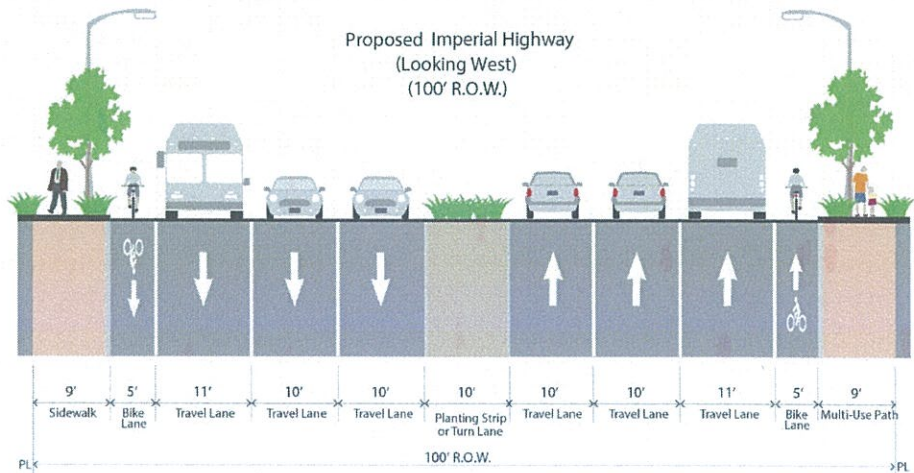 Proposed Imperial Highway
(Looking West)
(100' R.O.W.)
9' 5' 11' 10' 10' 10' 10' 10' 11' 5' 9'
Sidewalk
Bike
Lane
Travel Lane
Travel Lane
Travel Lane
Planting Strip
or Turn Lane
Travel Lane
Travel Lane
Travel Lane
Bike
Lane
Multi-Use Path
PL 100' R.O.W. PL